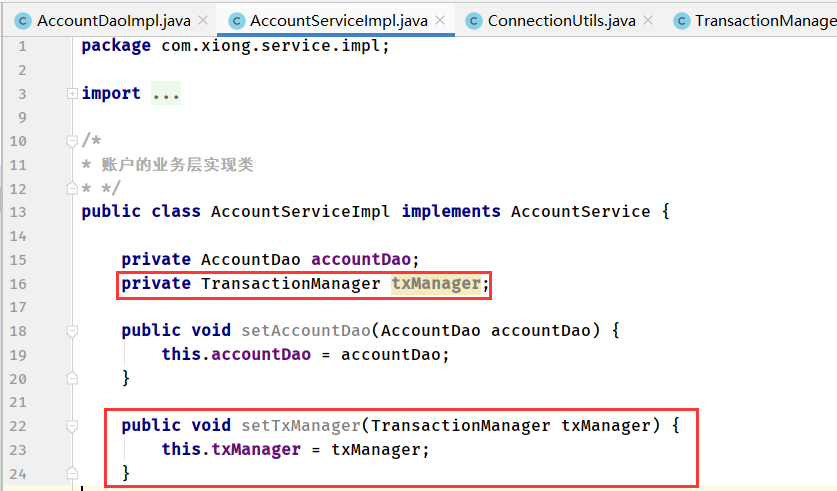 AccountDaoImpl.java × AccountServiceImpl.java × ConnectionUtils.java × TransactionManage
1 package com.xiong.service.impl;
2
3 import ...
9
10 /*
11 * 账户的业务层实现类
12 * */
13 public class AccountServiceImpl implements AccountService {
14
15 private AccountDao accountDao;
16 private TransactionManager txManager;
17
18 public void setAccountDao(AccountDao accountDao) {
19 this.accountDao = accountDao;
20 }
21
22 public void setTxManager(TransactionManager txManager) {
23 this.txManager = txManager;
24 }